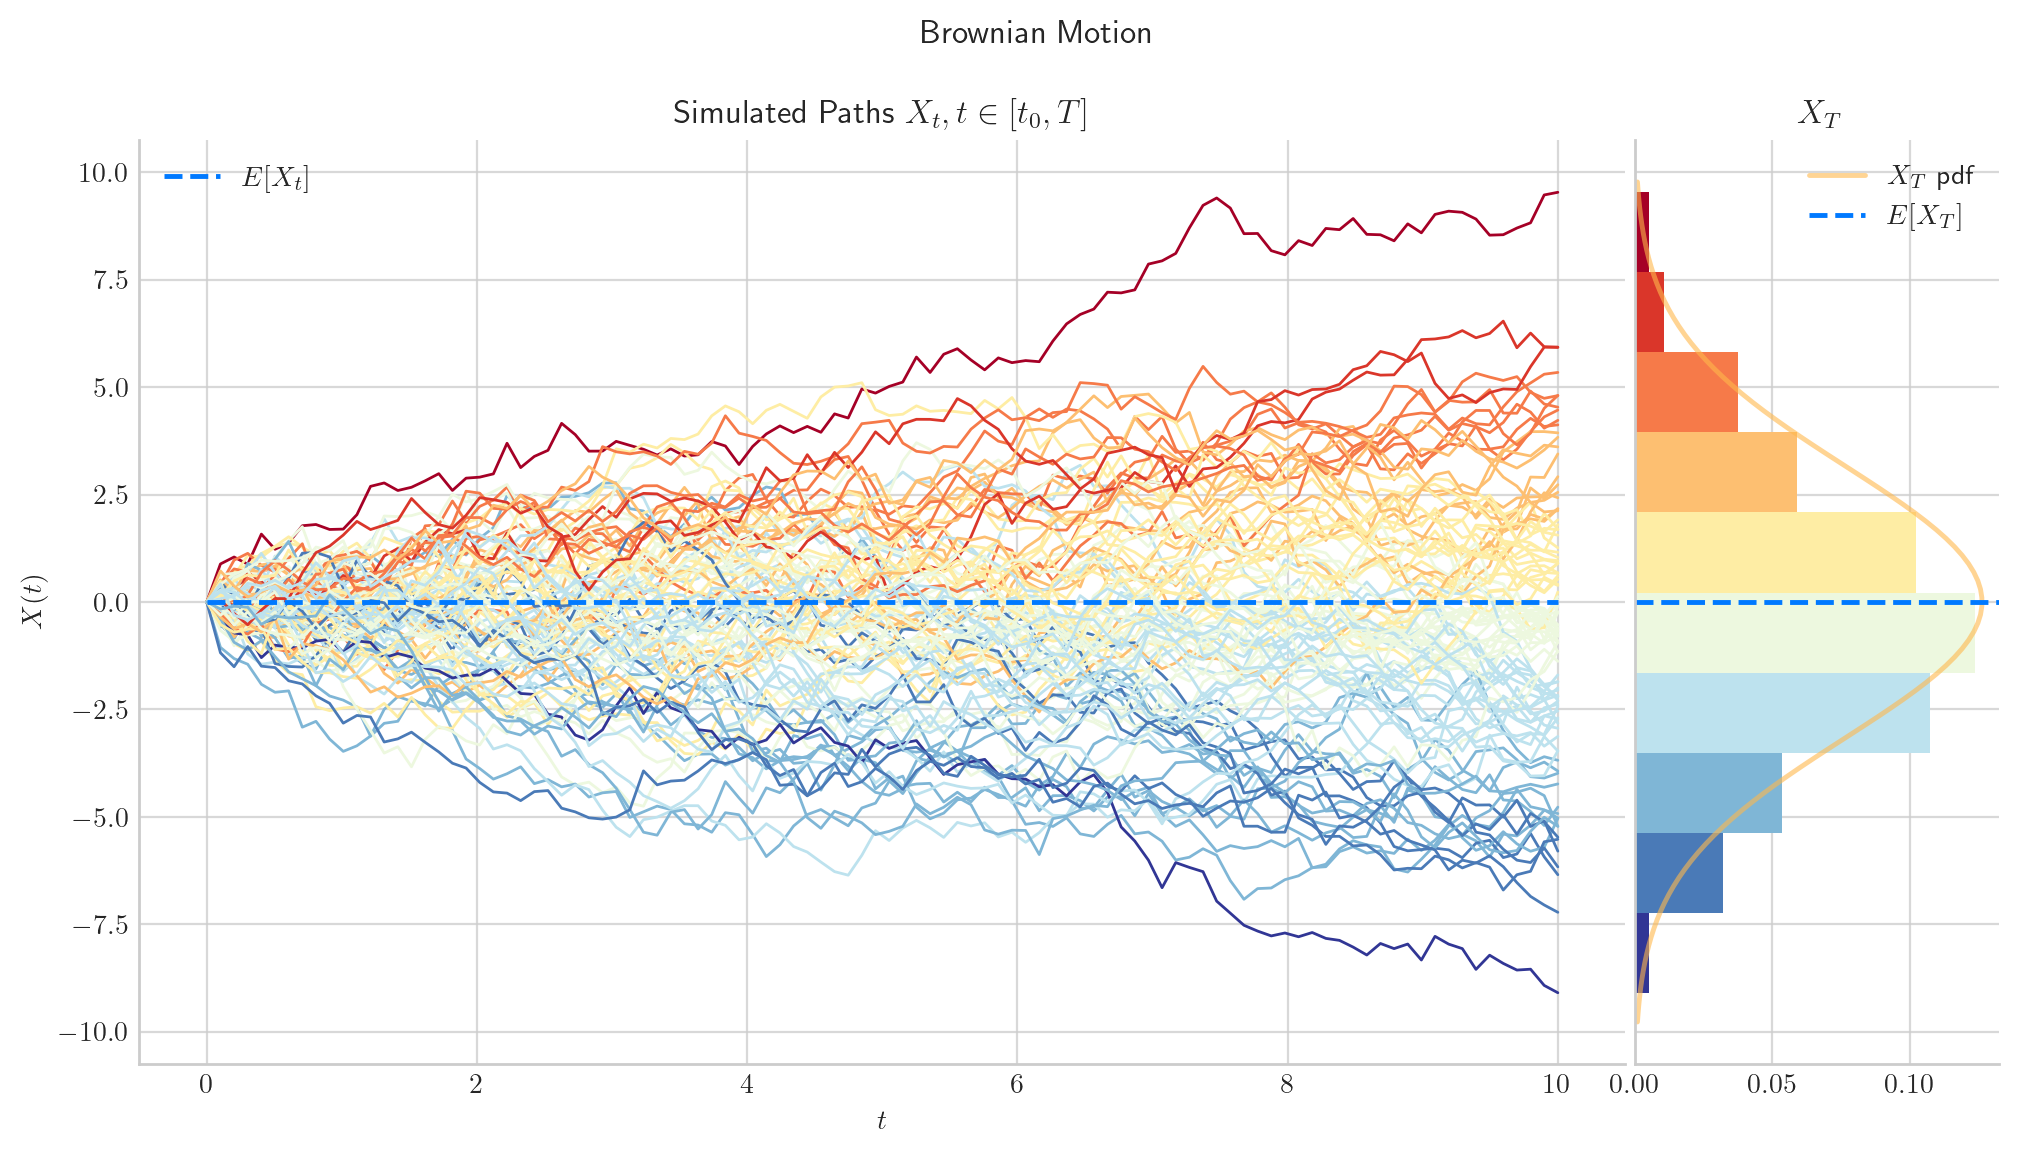 Brownian Motion
Simulated Paths $X_t, t \in [t_0, T]$
$X_T$
$E[X_t]$
$X_T$ pdf
$E[X_T]$
$X(t)$
10.0
7.5
5.0
2.5
0.0
−2.5
−5.0
−7.5
−10.0
0 2 4 6 8 10
0.00 0.05 0.10
$t$